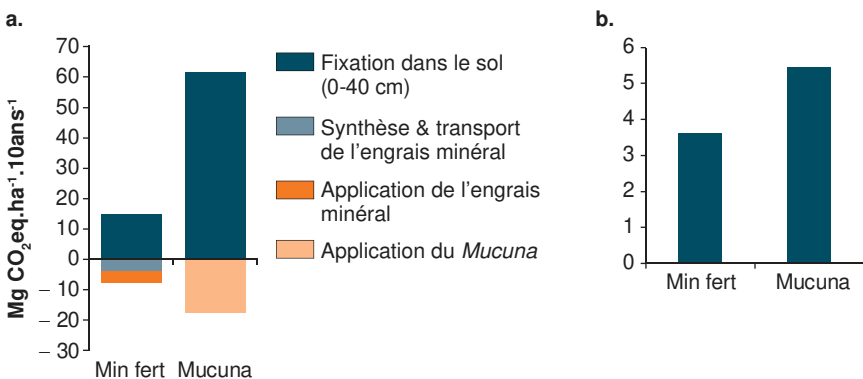 a.
Mg CO₂eq.ha⁻¹.10ans⁻¹
70
60
50
40
30
20
10
0
– 10
– 20
– 30
Min fert Mucuna
Fixation dans le sol
(0-40 cm)
Synthèse & transport
de l'engrais minéral
Application de l'engrais
minéral
Application du Mucuna
b.
6
5
4
3
2
1
0
Min fert Mucuna